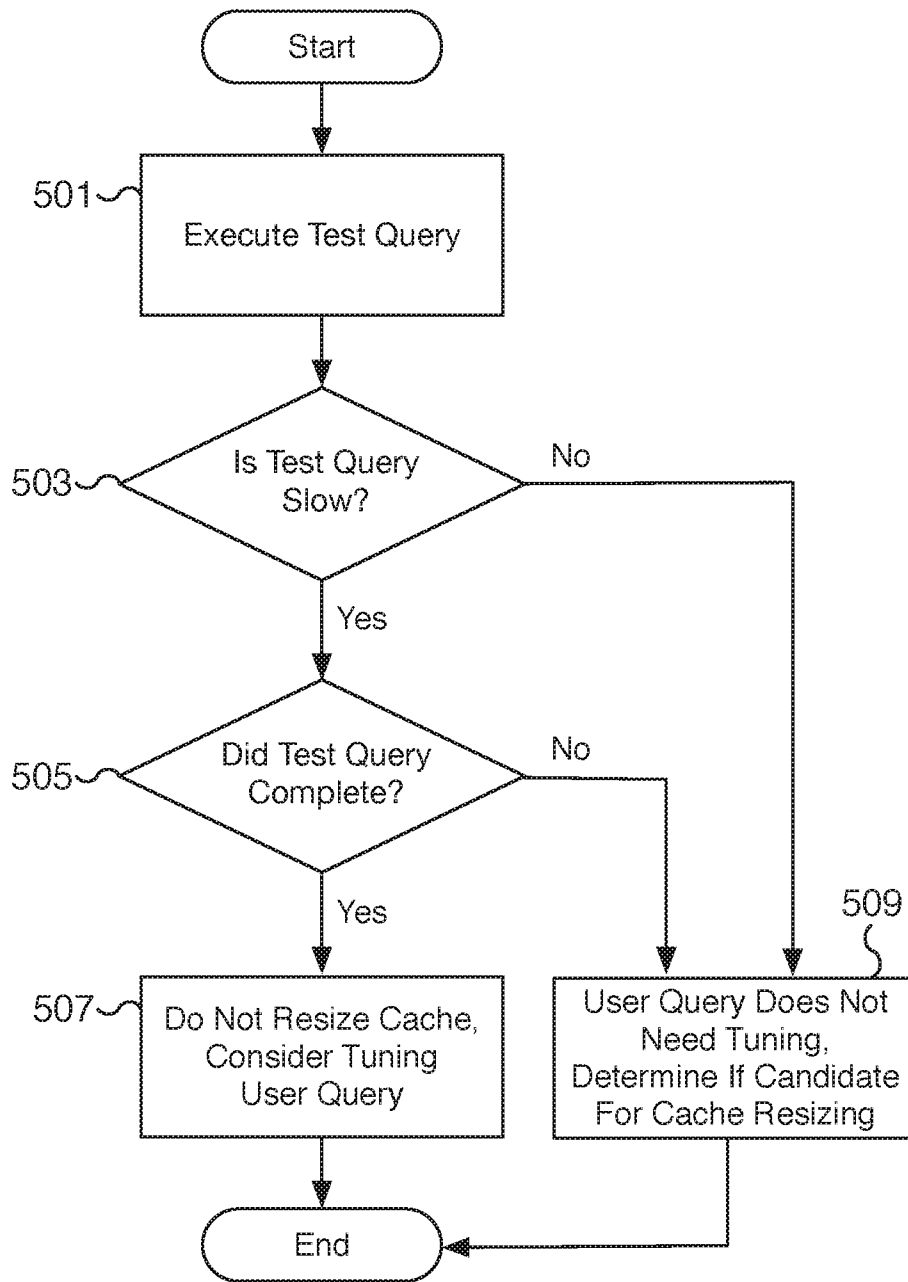 Start
501
Execute Test Query
503
Is Test Query
Slow?
No
Yes
505
Did Test Query
Complete?
No
Yes
509
507
Do Not Resize Cache,
Consider Tuning
User Query
User Query Does Not
Need Tuning,
Determine If Candidate
For Cache Resizing
End